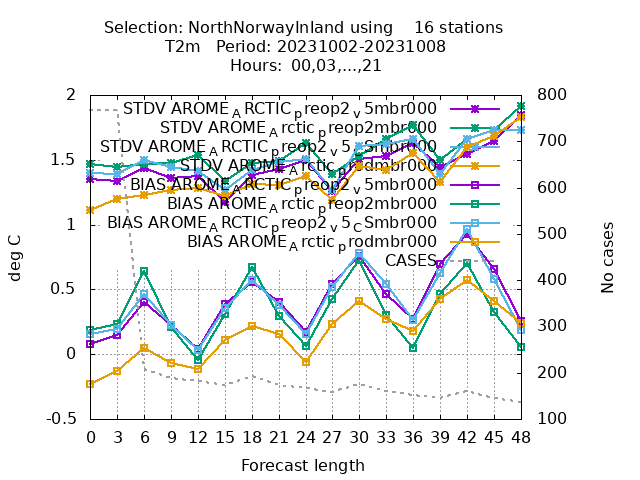 Selection: NorthNorwayInland using 16 stations
T2m Period: 20231002-20231008
Hours: 00,03,...,21
2
1.5
1
0.5
0
-0.5
deg C
800
700
600
500
400
300
200
100
No cases
STDV AROME_ARCTIC_preop2_v5mbr000
STDV AROME_Arctic_preop2mbr000
STDV AROME_ARCTIC_preop2_v5_CSmbr000
STDV AROME_Arctic_prodmbr000
BIAS AROME_ARCTIC_preop2_v5mbr000
BIAS AROME_Arctic_preop2mbr000
BIAS AROME_ARCTIC_preop2_v5_CSmbr000
BIAS AROME_Arctic_prodmbr000
CASES
0 3 6 9 12 15 18 21 24 27 30 33 36 39 42 45 48
Forecast length